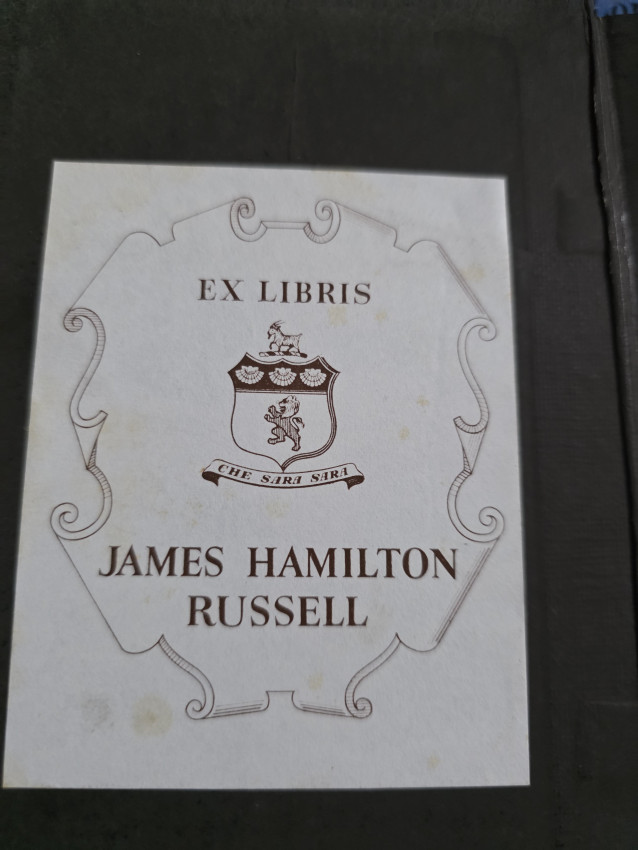 EX LIBRIS
CHE SARA SARA
JAMES HAMILTON
RUSSELL